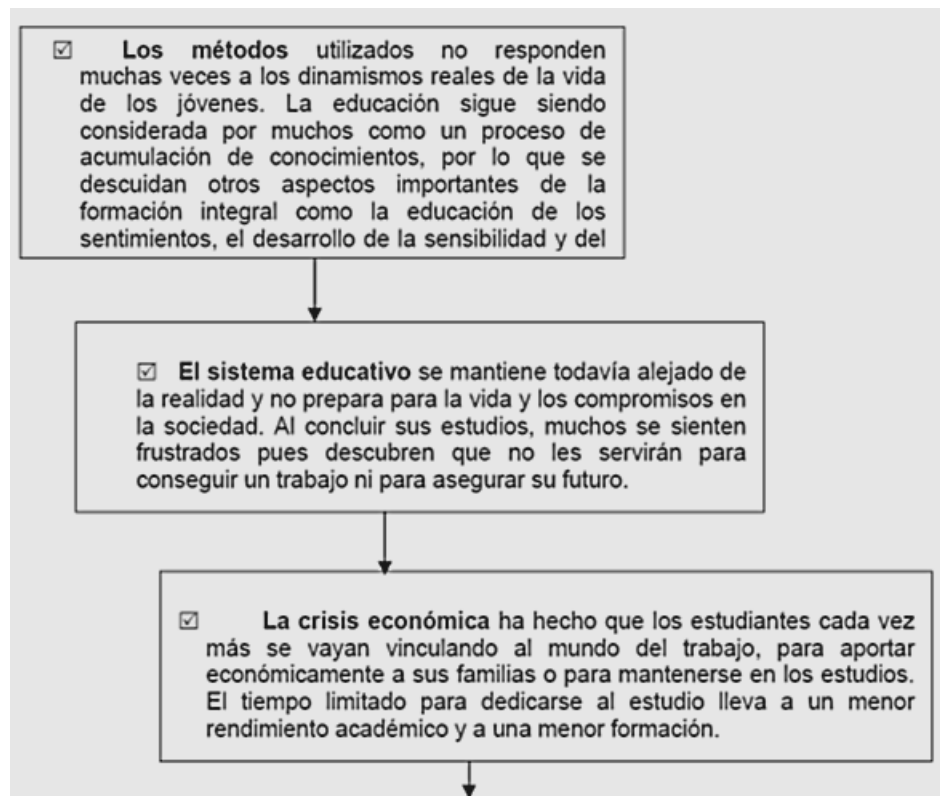 ☑ Los métodos utilizados no responden
muchas veces a los dinamismos reales de la vida
de los jóvenes. La educación sigue siendo
considerada por muchos como un proceso de
acumulación de conocimientos, por lo que se
descuidan otros aspectos importantes de la
formación integral como la educación de los
sentimientos, el desarrollo de la sensibilidad y del
☑ El sistema educativo se mantiene todavía alejado de
la realidad y no prepara para la vida y los compromisos en
la sociedad. Al concluir sus estudios, muchos se sienten
frustrados pues descubren que no les servirán para
conseguir un trabajo ni para asegurar su futuro.
☑ La crisis económica ha hecho que los estudiantes cada vez
más se vayan vinculando al mundo del trabajo, para aportar
económicamente a sus familias o para mantenerse en los estudios.
El tiempo limitado para dedicarse al estudio lleva a un menor
rendimiento académico y a una menor formación.